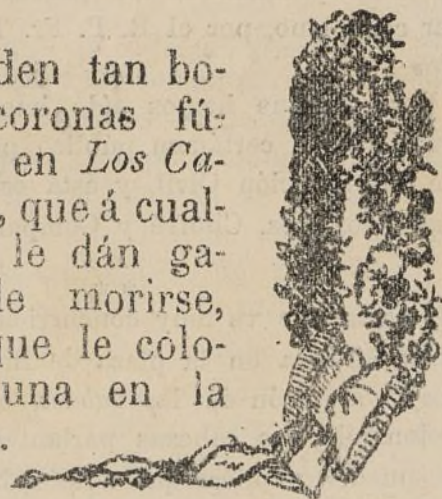 den tan bo-
coronas fú-
en Los Ca-
, que á cual-
le dán ga-
de morirse,
que le colo-
una en la
.